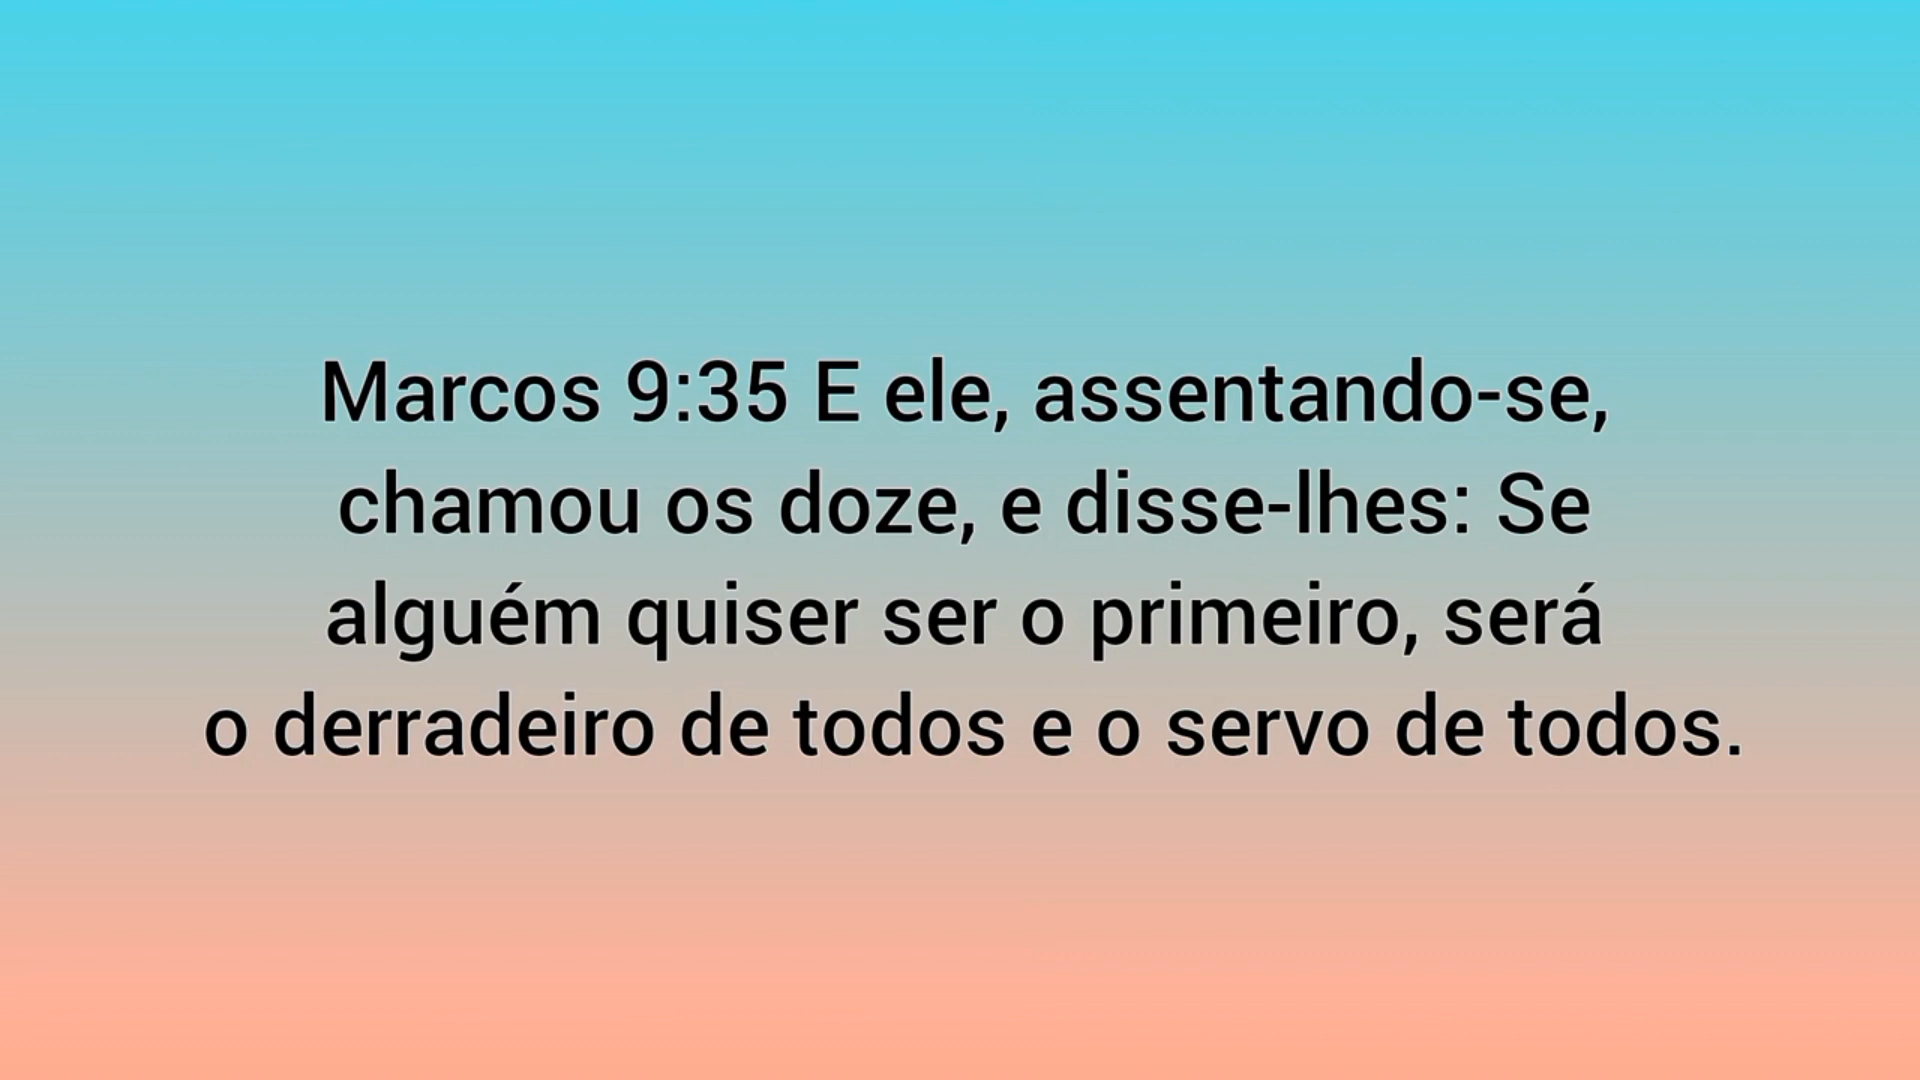 Marcos 9:35 E ele, assentando-se,
chamou os doze, e disse-lhes: Se
alguém quiser ser o primeiro, será
o derradeiro de todos e o servo de todos.